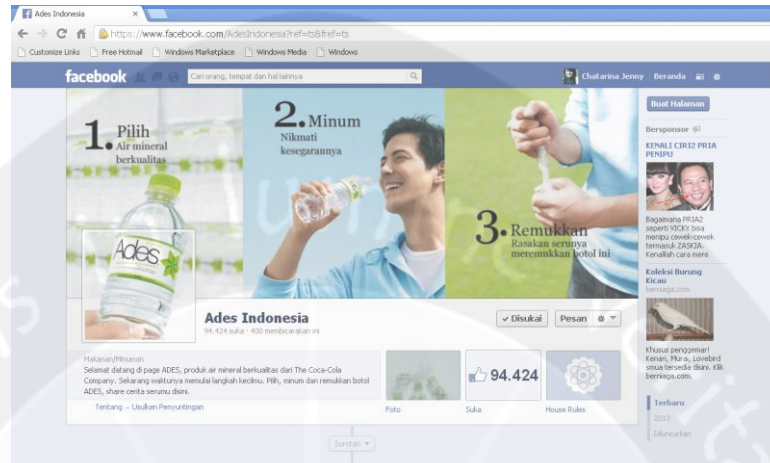 Ades Indonesia
https://www.facebook.com/AdesIndonesia?ref=ts&fref=ts
Customize Links Free Hotmail Windows Marketplace Windows Media Windows
facebook Cari orang, tempat dan hal lainnya Chatarina Jenny Beranda
1. Pilih
Air mineral
berkualitas
Ades
2. Minum
Nikmati
kesegarannya
3. Remukkan
Rasakan serunya
meremukkan botol ini
Ades Indonesia
94.424 suka · 400 membicarakan ini
Disukai Pesan
Makanan/Minuman
Selamat datang di page ADES, produk air mineral berkualitas dari The Coca-Cola
Company. Sekarang waktunya memulai langkah kecilmu. Pilih, minum dan remukkan botol
ADES, share cerita serumu disini.
Tentang – Usulkan Penyuntingan
Foto
94.424
Suka
House Rules
Sorotan
Buat Halaman
Bersponsor
KENALI CIRI2 PRIA
PENIPU
Bagaimana PRIA2
seperti VICKY bisa
menipu cewek-cewek
termasuk ZASKIA.
Kenalilah cara mere
Koleksi Burung
Kicau
berniaga.com
Khusus penggemar!
Kenari, Murai, Lovebird
smua tersedia disini. Klik
berniaga.com.
Terbaru
2013
Diluncurkan